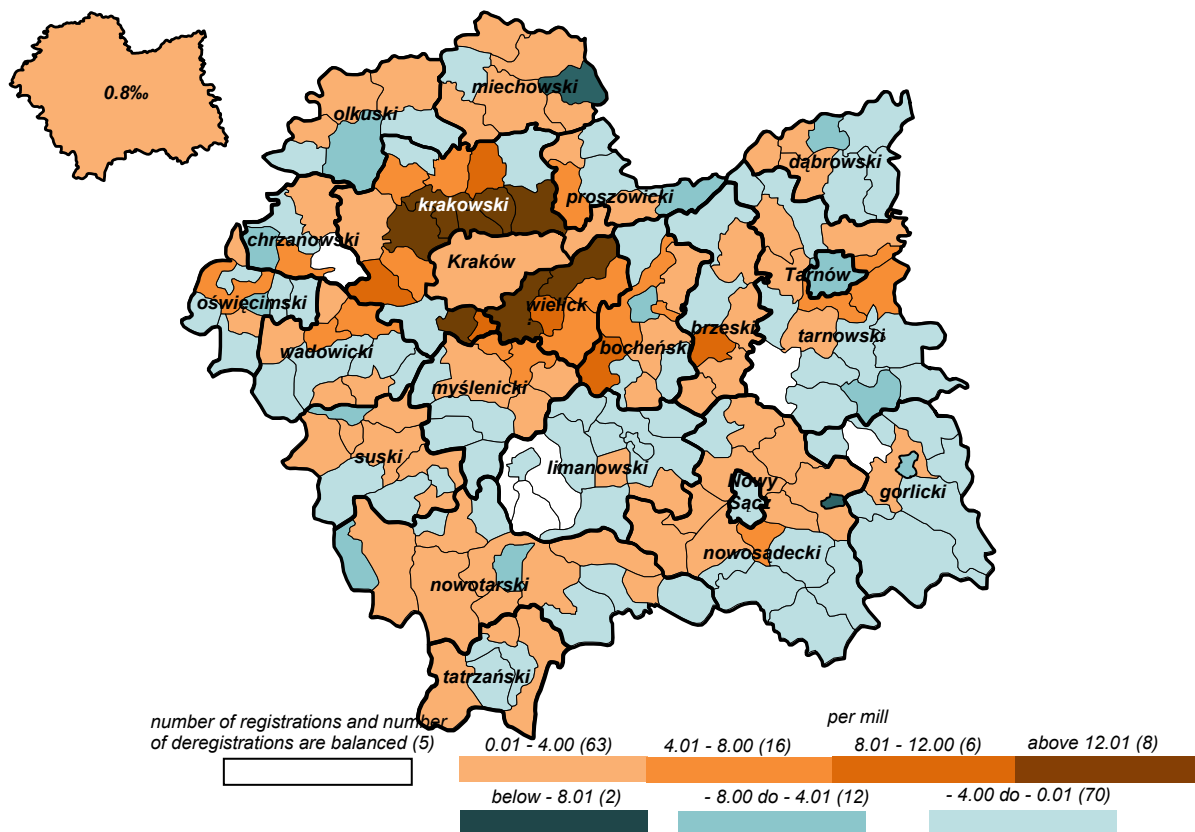 0.8‰
miechowski
olkuski
dąbrowski
krakowski
proszowicki
chrzanowski
Kraków
Tarnów
oświęcimski
wielick
:
brzeski
tarnowski
wadowicki
bocheński
myślenicki
suski
limanowski
Nowy
Sącz
gorlicki
nowosądecki
nowotarski
tatrzański
number of registrations and number
of deregistrations are balanced (5)
per mill
0.01 - 4.00 (63) 4.01 - 8.00 (16) 8.01 - 12.00 (6) above 12.01 (8)
below - 8.01 (2) - 8.00 do - 4.01 (12) - 4.00 do - 0.01 (70)